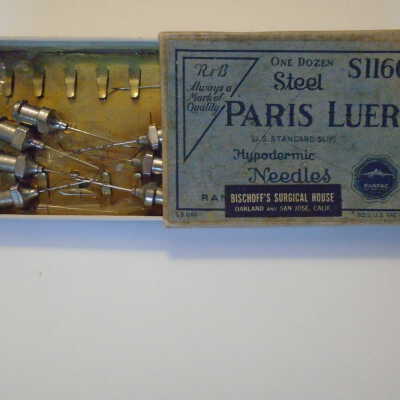 ONE DOZEN
S1160
Steel
R&B
Always a
Mark of
Quality
PARIS LUER
U.S. STANDARD SLIP
Hypodermic
Needles
RAN
BISCHOFF'S SURGICAL HOUSE
OAKLAND AND SAN JOSE, CALIF.